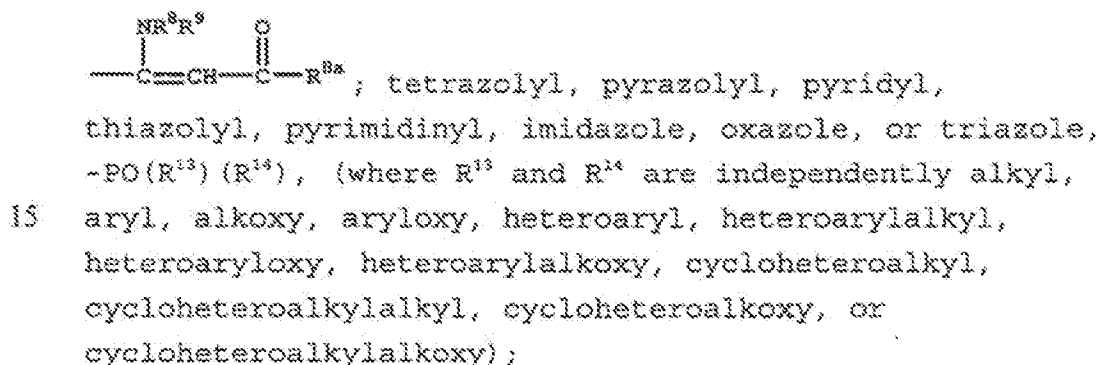 NR⁸R⁹ O
—C=CH—C—R⁸ᵃ; tetrazolyl, pyrazolyl, pyridyl,
thiazolyl, pyrimidinyl, imidazole, oxazole, or triazole,
-PO(R¹³)(R¹⁴), (where R¹³ and R¹⁴ are independently alkyl,
15 aryl, alkoxy, aryloxy, heteroaryl, heteroarylalkyl,
heteroaryloxy, heteroarylalkoxy, cycloheteroalkyl,
cycloheteroalkylalkyl, cycloheteroalkoxy, or
cycloheteroalkylalkoxy);